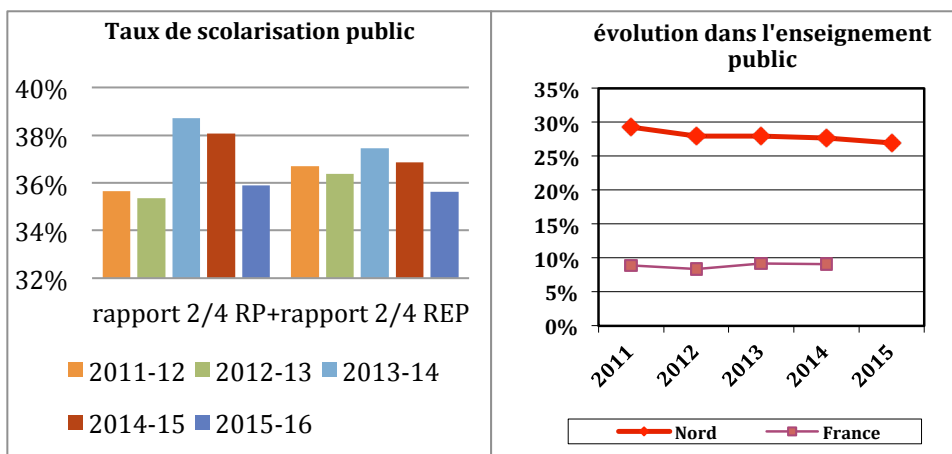 Taux de scolarisation public
40%
38%
36%
34%
32%
rapport 2/4 RP+rapport 2/4 REP
2011-12 2012-13 2013-14
2014-15 2015-16
évolution dans l'enseignement
public
35%
30%
25%
20%
15%
10%
5%
0%
2011 2012 2013 2014 2015
Nord France